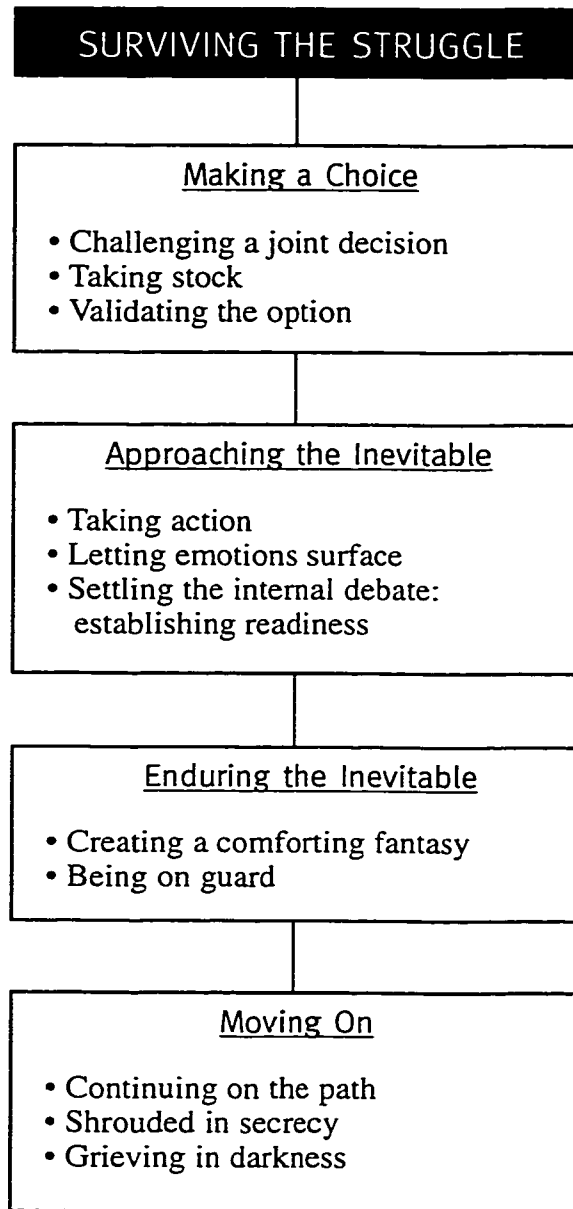 SURVIVING THE STRUGGLE
Making a Choice
• Challenging a joint decision
• Taking stock
• Validating the option
Approaching the Inevitable
• Taking action
• Letting emotions surface
• Settling the internal debate:
establishing readiness
Enduring the Inevitable
• Creating a comforting fantasy
• Being on guard
Moving On
• Continuing on the path
• Shrouded in secrecy
• Grieving in darkness